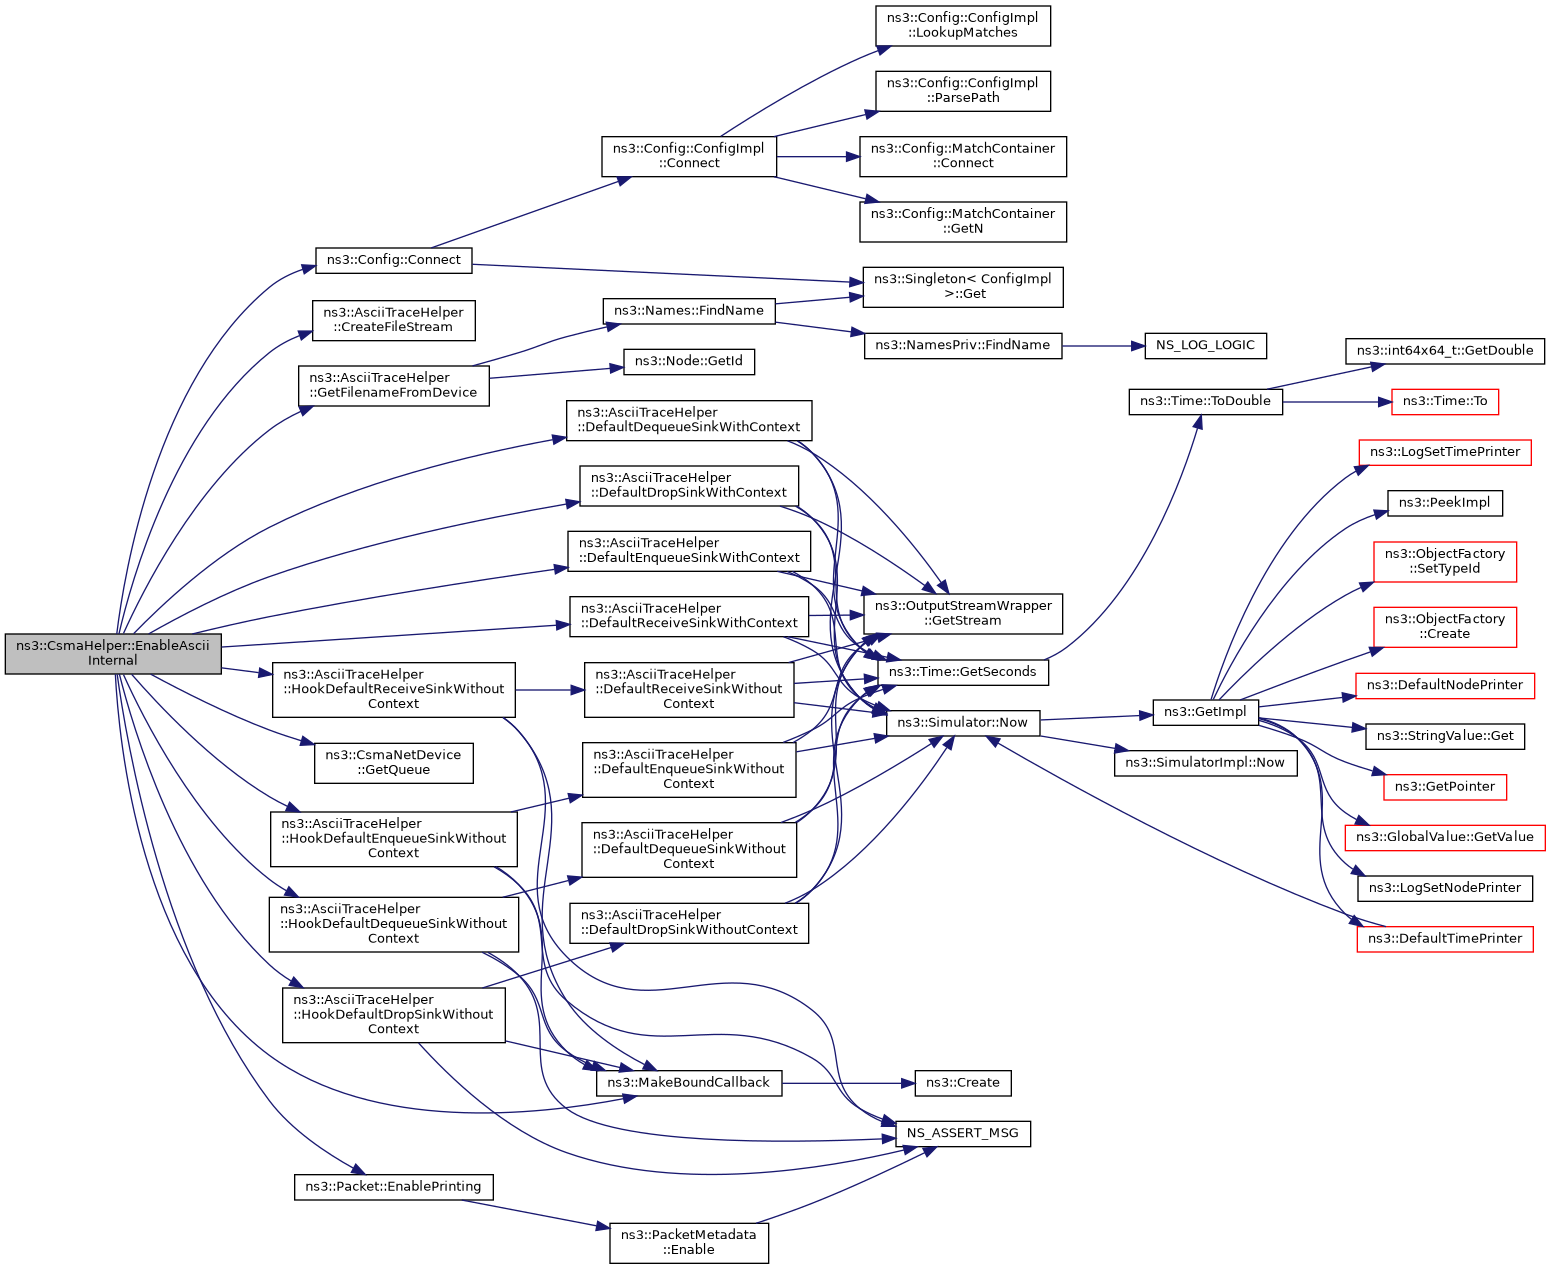 ns3::CsmaHelper::EnableAscii
Internal
ns3::Config::Connect
ns3::AsciiTraceHelper
::CreateFileStream
ns3::AsciiTraceHelper
::GetFilenameFromDevice
ns3::AsciiTraceHelper
::HookDefaultReceiveSinkWithout
Context
ns3::CsmaNetDevice
::GetQueue
ns3::AsciiTraceHelper
::HookDefaultEnqueueSinkWithout
Context
ns3::AsciiTraceHelper
::HookDefaultDequeueSinkWithout
Context
ns3::AsciiTraceHelper
::HookDefaultDropSinkWithout
Context
ns3::Packet::EnablePrinting
ns3::Config::ConfigImpl
::Connect
ns3::Names::FindName
ns3::Node::GetId
ns3::AsciiTraceHelper
::DefaultDequeueSinkWithContext
ns3::AsciiTraceHelper
::DefaultDropSinkWithContext
ns3::AsciiTraceHelper
::DefaultEnqueueSinkWithContext
ns3::AsciiTraceHelper
::DefaultReceiveSinkWithContext
ns3::AsciiTraceHelper
::DefaultReceiveSinkWithout
Context
ns3::AsciiTraceHelper
::DefaultEnqueueSinkWithout
Context
ns3::AsciiTraceHelper
::DefaultDequeueSinkWithout
Context
ns3::AsciiTraceHelper
::DefaultDropSinkWithoutContext
ns3::MakeBoundCallback
ns3::PacketMetadata
::Enable
ns3::Config::ConfigImpl
::LookupMatches
ns3::Config::ConfigImpl
::ParsePath
ns3::Config::MatchContainer
::Connect
ns3::Config::MatchContainer
::GetN
ns3::Singleton< ConfigImpl
>::Get
ns3::NamesPriv::FindName
ns3::OutputStreamWrapper
::GetStream
ns3::Time::GetSeconds
ns3::Simulator::Now
ns3::Create
NS_ASSERT_MSG
NS_LOG_LOGIC
ns3::Time::ToDouble
ns3::GetImpl
ns3::SimulatorImpl::Now
ns3::int64x64_t::GetDouble
ns3::Time::To
ns3::LogSetTimePrinter
ns3::PeekImpl
ns3::ObjectFactory
::SetTypeId
ns3::ObjectFactory
::Create
ns3::DefaultNodePrinter
ns3::StringValue::Get
ns3::GetPointer
ns3::GlobalValue::GetValue
ns3::LogSetNodePrinter
ns3::DefaultTimePrinter